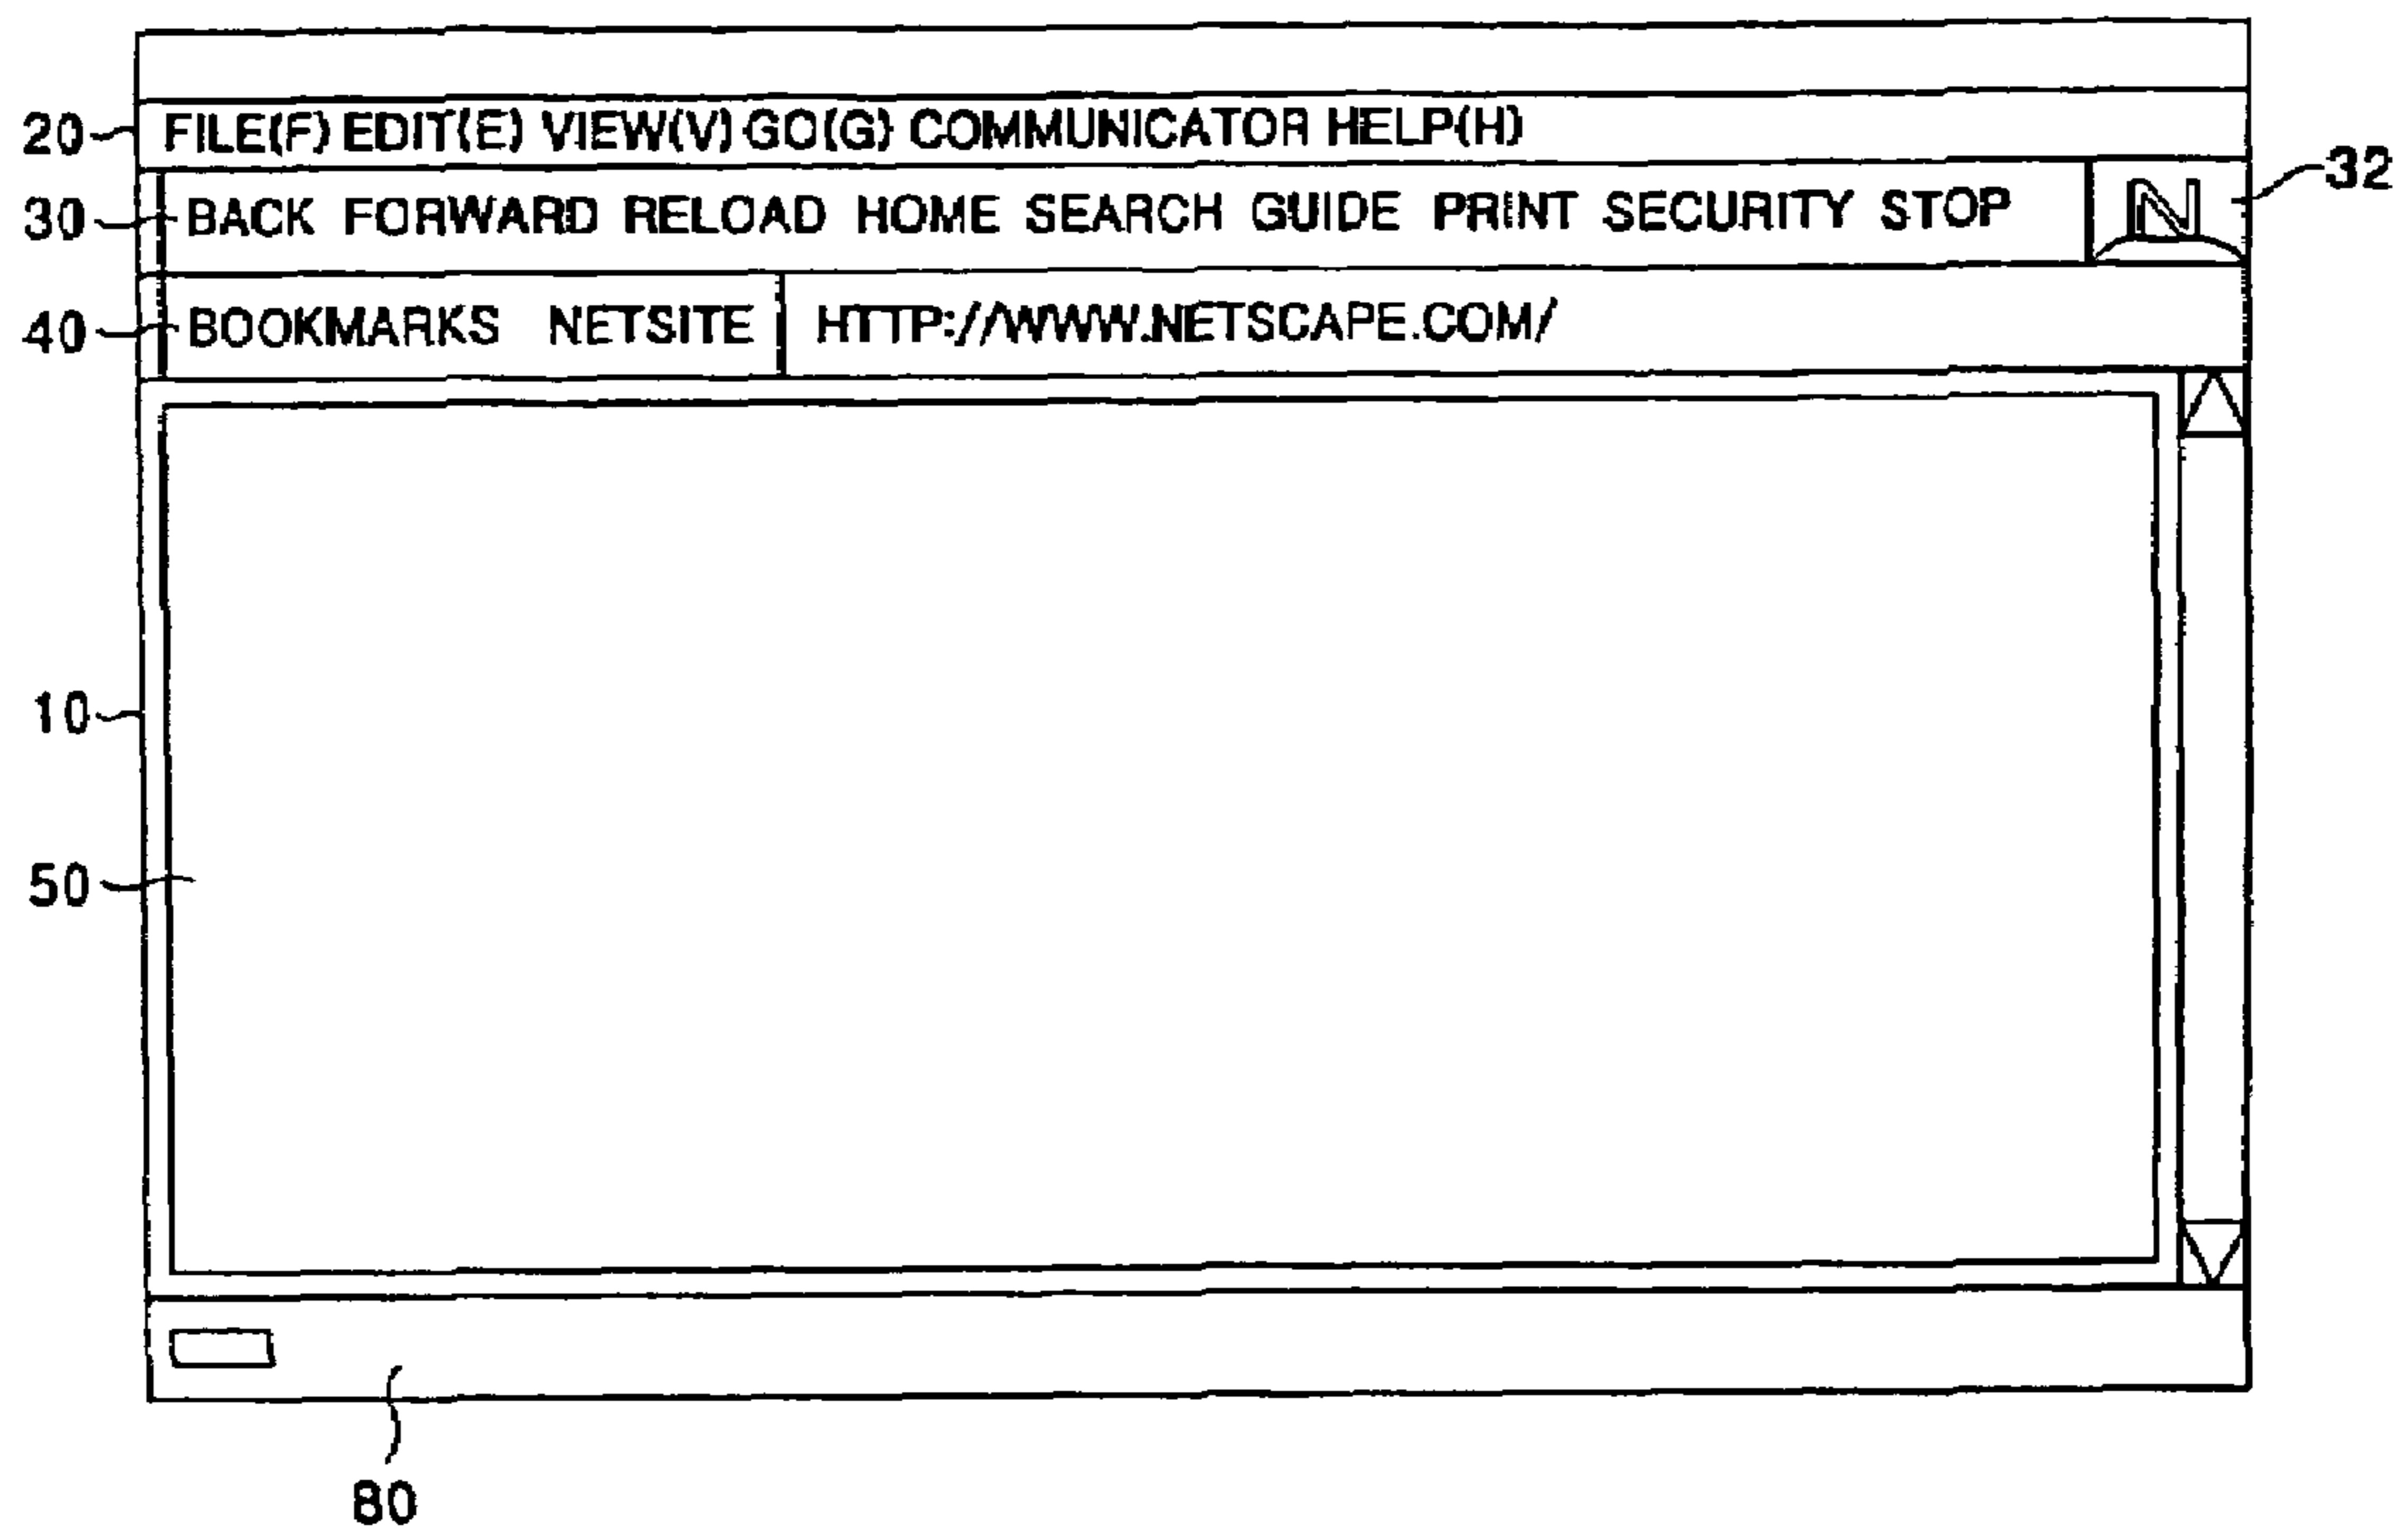 20 FILE(F) EDIT(E) VIEW(V) GO(G) COMMUNICATOR HELP(H)
30 BACK FORWARD RELOAD HOME SEARCH GUIDE PRINT SECURITY STOP N 32
40 BOOKMARKS NETSITE HTTP://WWW.NETSCAPE.COM/
10
50
80